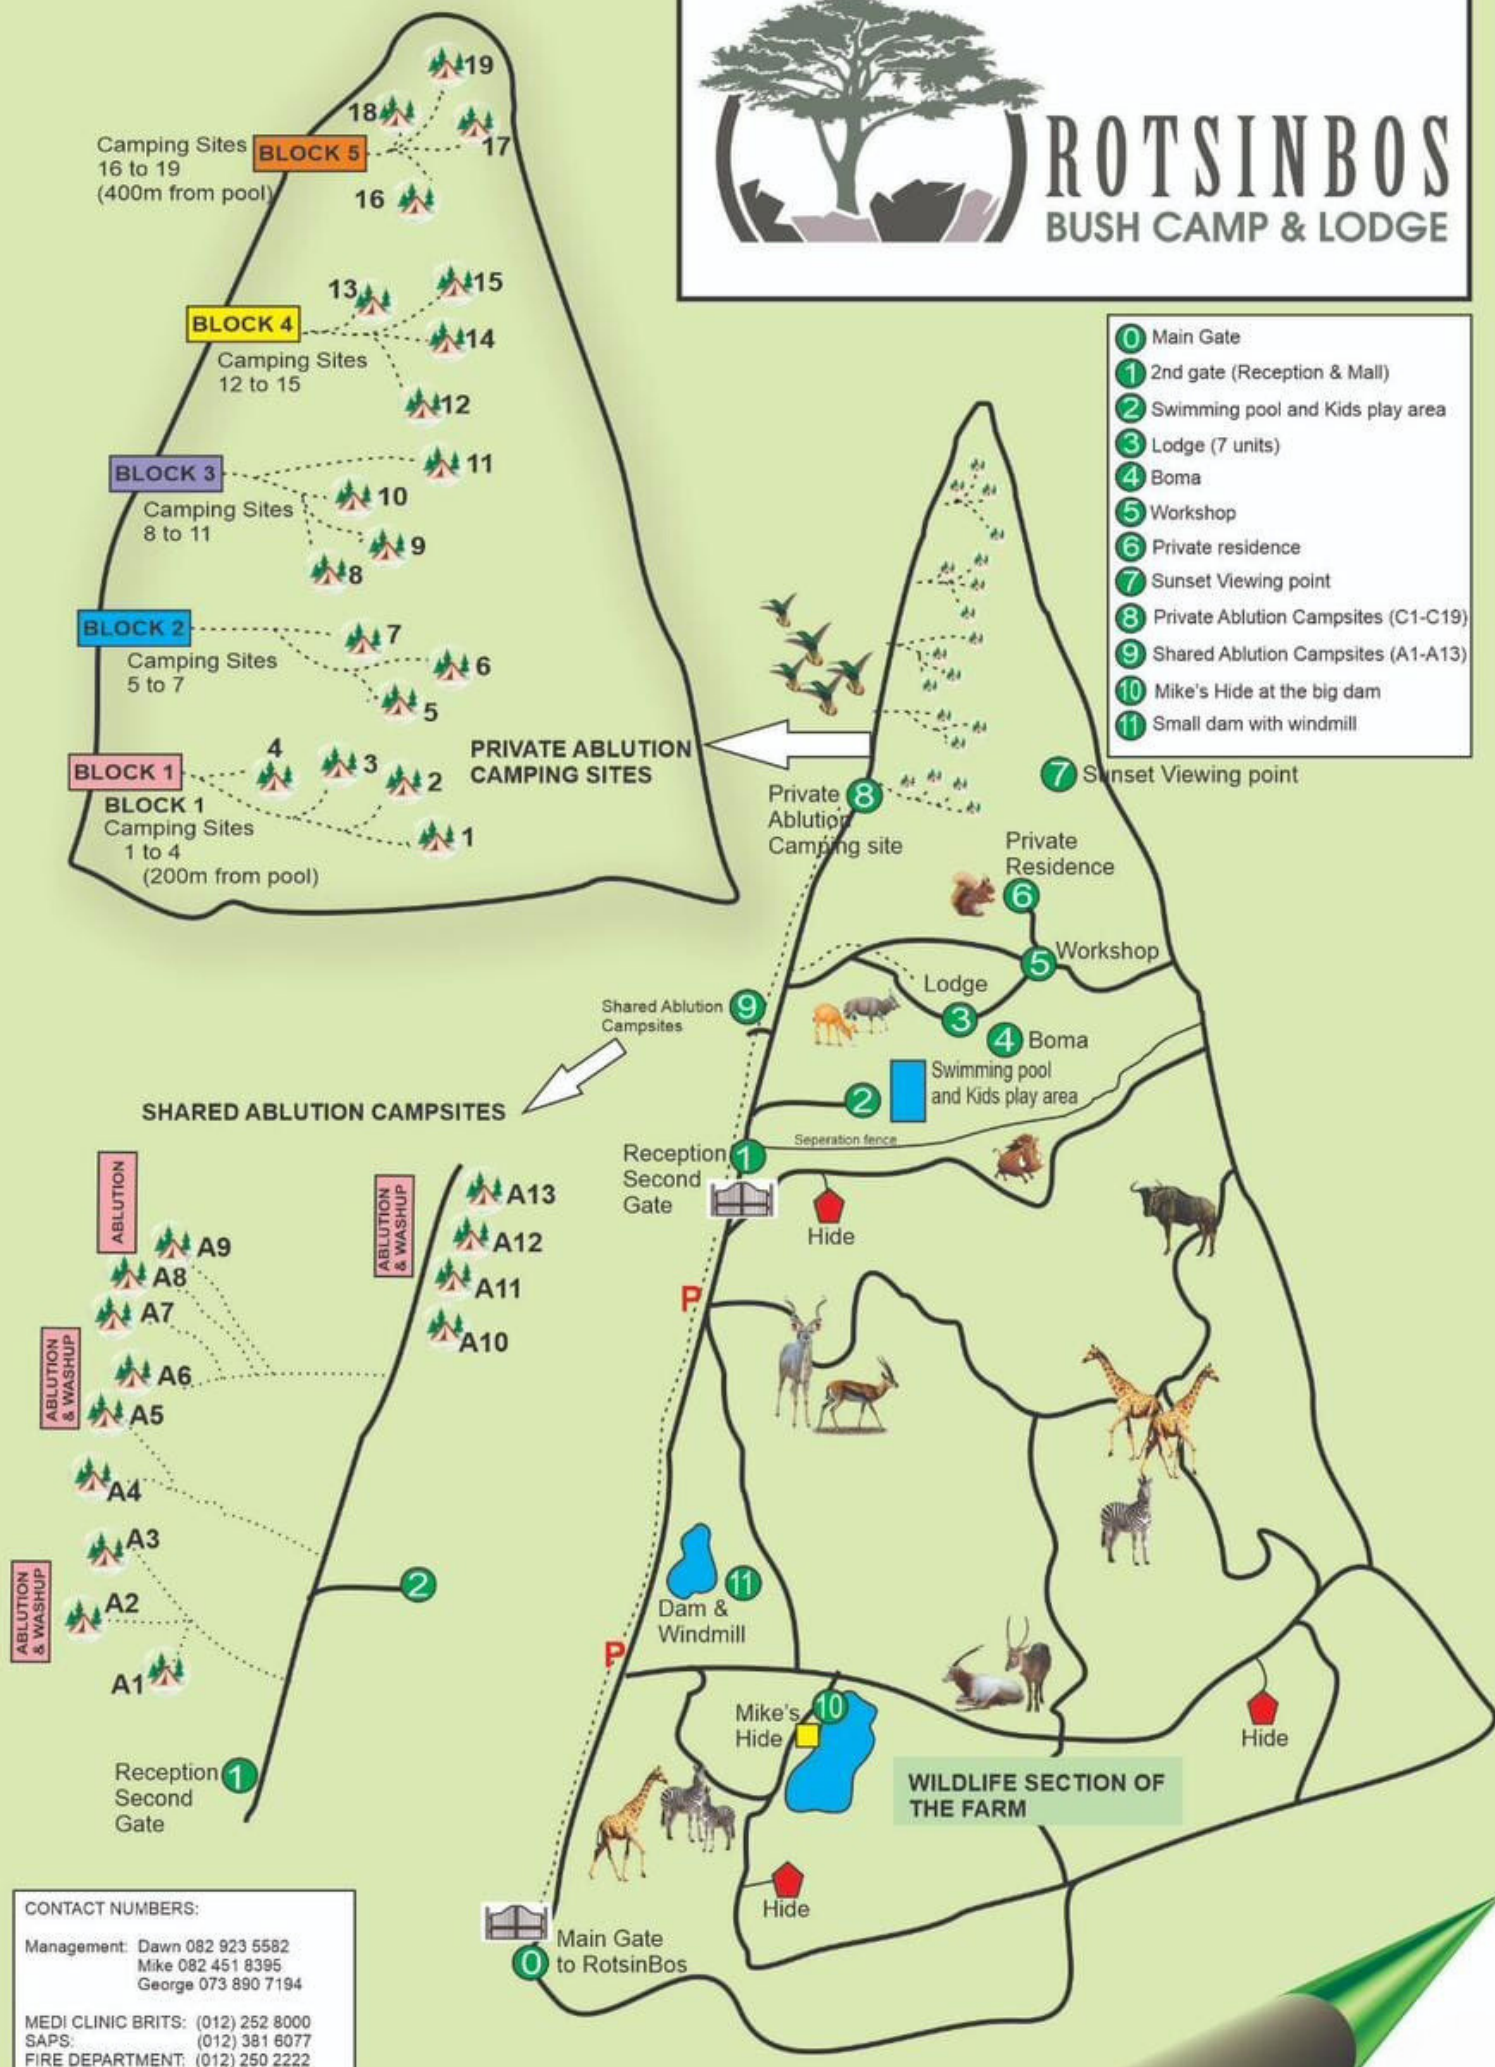 ROTSINBOS
BUSH CAMP & LODGE
0 Main Gate
1 2nd gate (Reception & Mall)
2 Swimming pool and Kids play area
3 Lodge (7 units)
4 Boma
5 Workshop
6 Private residence
7 Sunset Viewing point
8 Private Ablution Campsites (C1-C19)
9 Shared Ablution Campsites (A1-A13)
10 Mike's Hide at the big dam
11 Small dam with windmill
19
18
17
16
Camping Sites
16 to 19
(400m from pool)
BLOCK 5
13
15
14
12
BLOCK 4
Camping Sites
12 to 15
BLOCK 3
11
10
9
8
Camping Sites
8 to 11
BLOCK 2
7
6
5
Camping Sites
5 to 7
BLOCK 1
4
3
2
1
BLOCK 1
Camping Sites
1 to 4
(200m from pool)
PRIVATE ABLUTION
CAMPING SITES
7 Sunset Viewing point
Private 8
Ablution
Camping site
Private
Residence
6
5 Workshop
Lodge
3
4 Boma
Shared Ablution 9
Campsites
Swimming pool
and Kids play area
2
Seperation fence
Reception 1
Second
Gate
Hide
P
SHARED ABLUTION CAMPSITES
ABLUTION
ABLUTION
& WASHUP
A13
A12
A11
A10
A9
A8
A7
A6
A5
A4
A3
A2
A1
ABLUTION
& WASHUP
ABLUTION
& WASHUP
2
Reception 1
Second
Gate
11
Dam &
Windmill
P
Mike's 10
Hide
Hide
WILDLIFE SECTION OF
THE FARM
Hide
Main Gate
0 to RotsinBos
CONTACT NUMBERS:
Management: Dawn 082 923 5582
Mike 082 451 8395
George 073 890 7194
MEDI CLINIC BRITS: (012) 252 8000
SAPS: (012) 381 6077
FIRE DEPARTMENT: (012) 250 2222